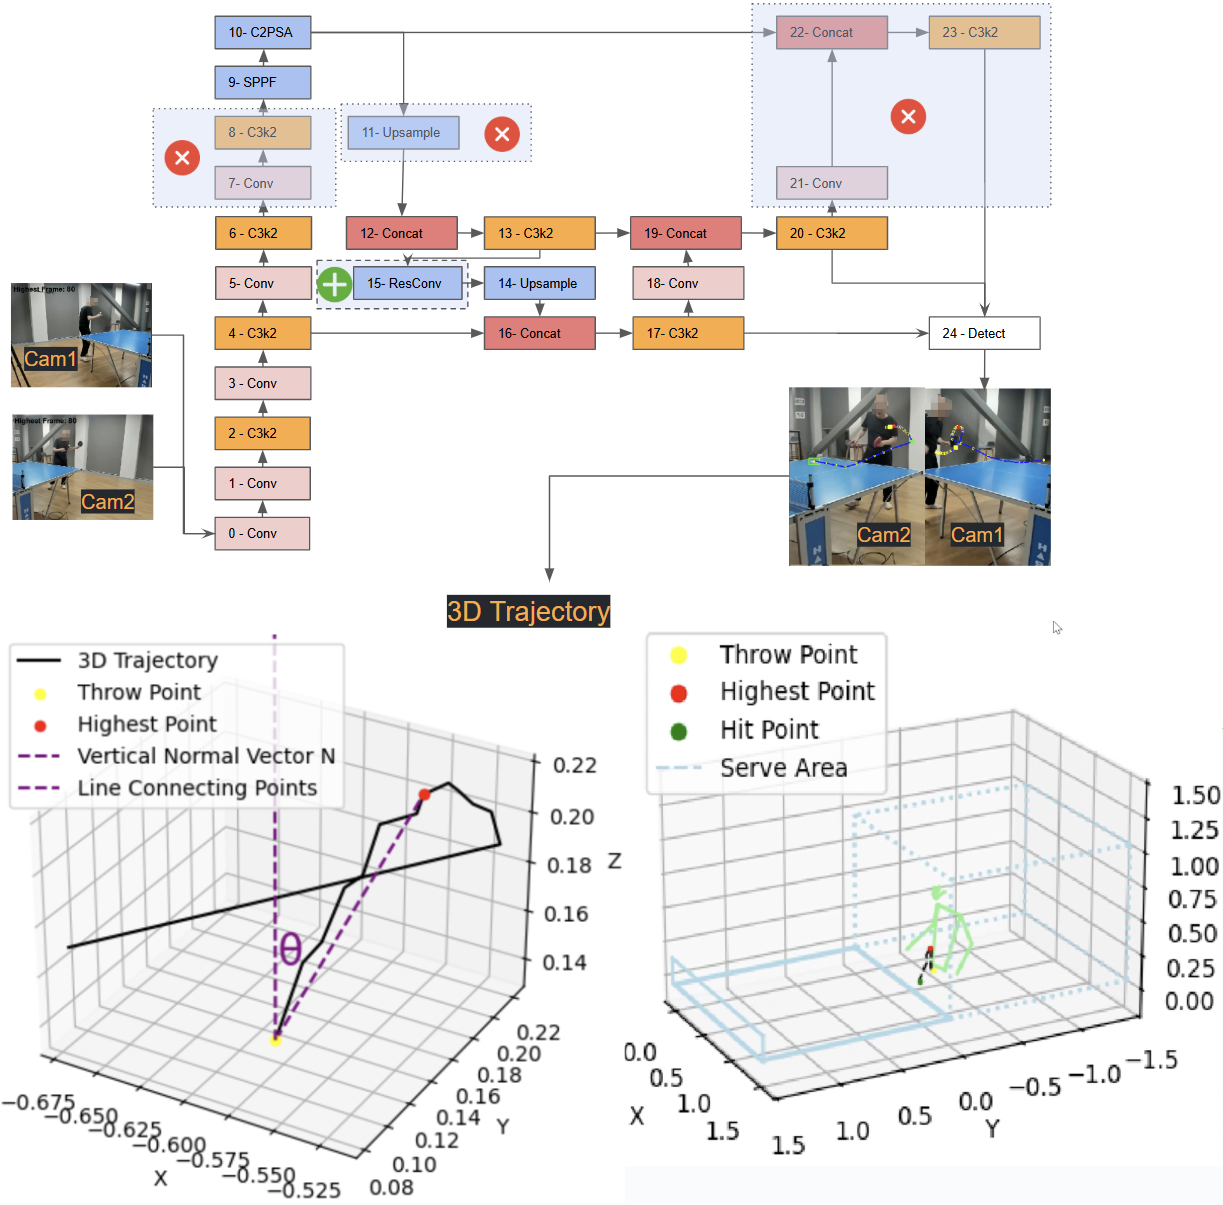 10- C2PSA
22- Concat
23 - C3k2
9- SPPF
8 - C3k2
11- Upsample
7- Conv
21- Conv
6 - C3k2
12- Concat
13 - C3k2
19- Concat
20 - C3k2
5- Conv
15- ResConv
14- Upsample
18- Conv
4 - C3k2
16- Concat
17- C3k2
24 - Detect
3 - Conv
2 - C3k2
1 - Conv
0 - Conv
Highest Frame: 80
Cam1
Highest Frame: 80
Cam2
Cam2
Cam1
3D Trajectory
3D Trajectory
Throw Point
Highest Point
Vertical Normal Vector N
Line Connecting Points
θ
0.22
0.20
0.18
Z
0.16
0.14
0.22
0.20
0.18
0.16
0.14
Y
0.12
0.10
0.08
−0.675
−0.650
−0.625
−0.600
−0.575
−0.550
−0.525
X
Throw Point
Highest Point
Hit Point
Serve Area
1.50
1.25
1.00
0.75
0.50
0.25
0.00
0.0
0.5
X
1.0
1.5
1.5
1.0
0.5
0.0
Y
−0.5
−1.0
−1.5